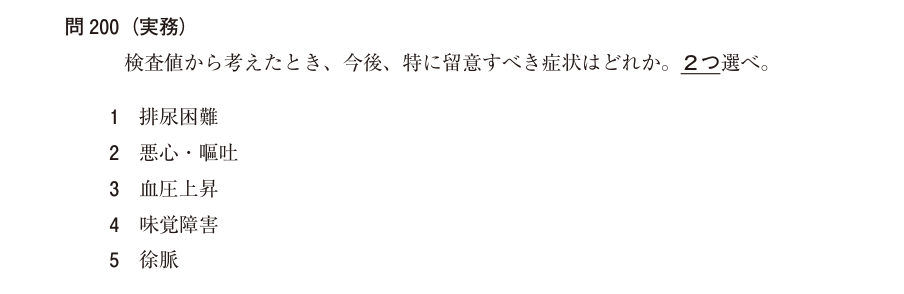 問 200（実務）
検査値から考えたとき、今後、特に留意すべき症状はどれか。２つ選べ。
1 排尿困難
2 悪心・嘔吐
3 血圧上昇
4 味覚障害
5 徐脈